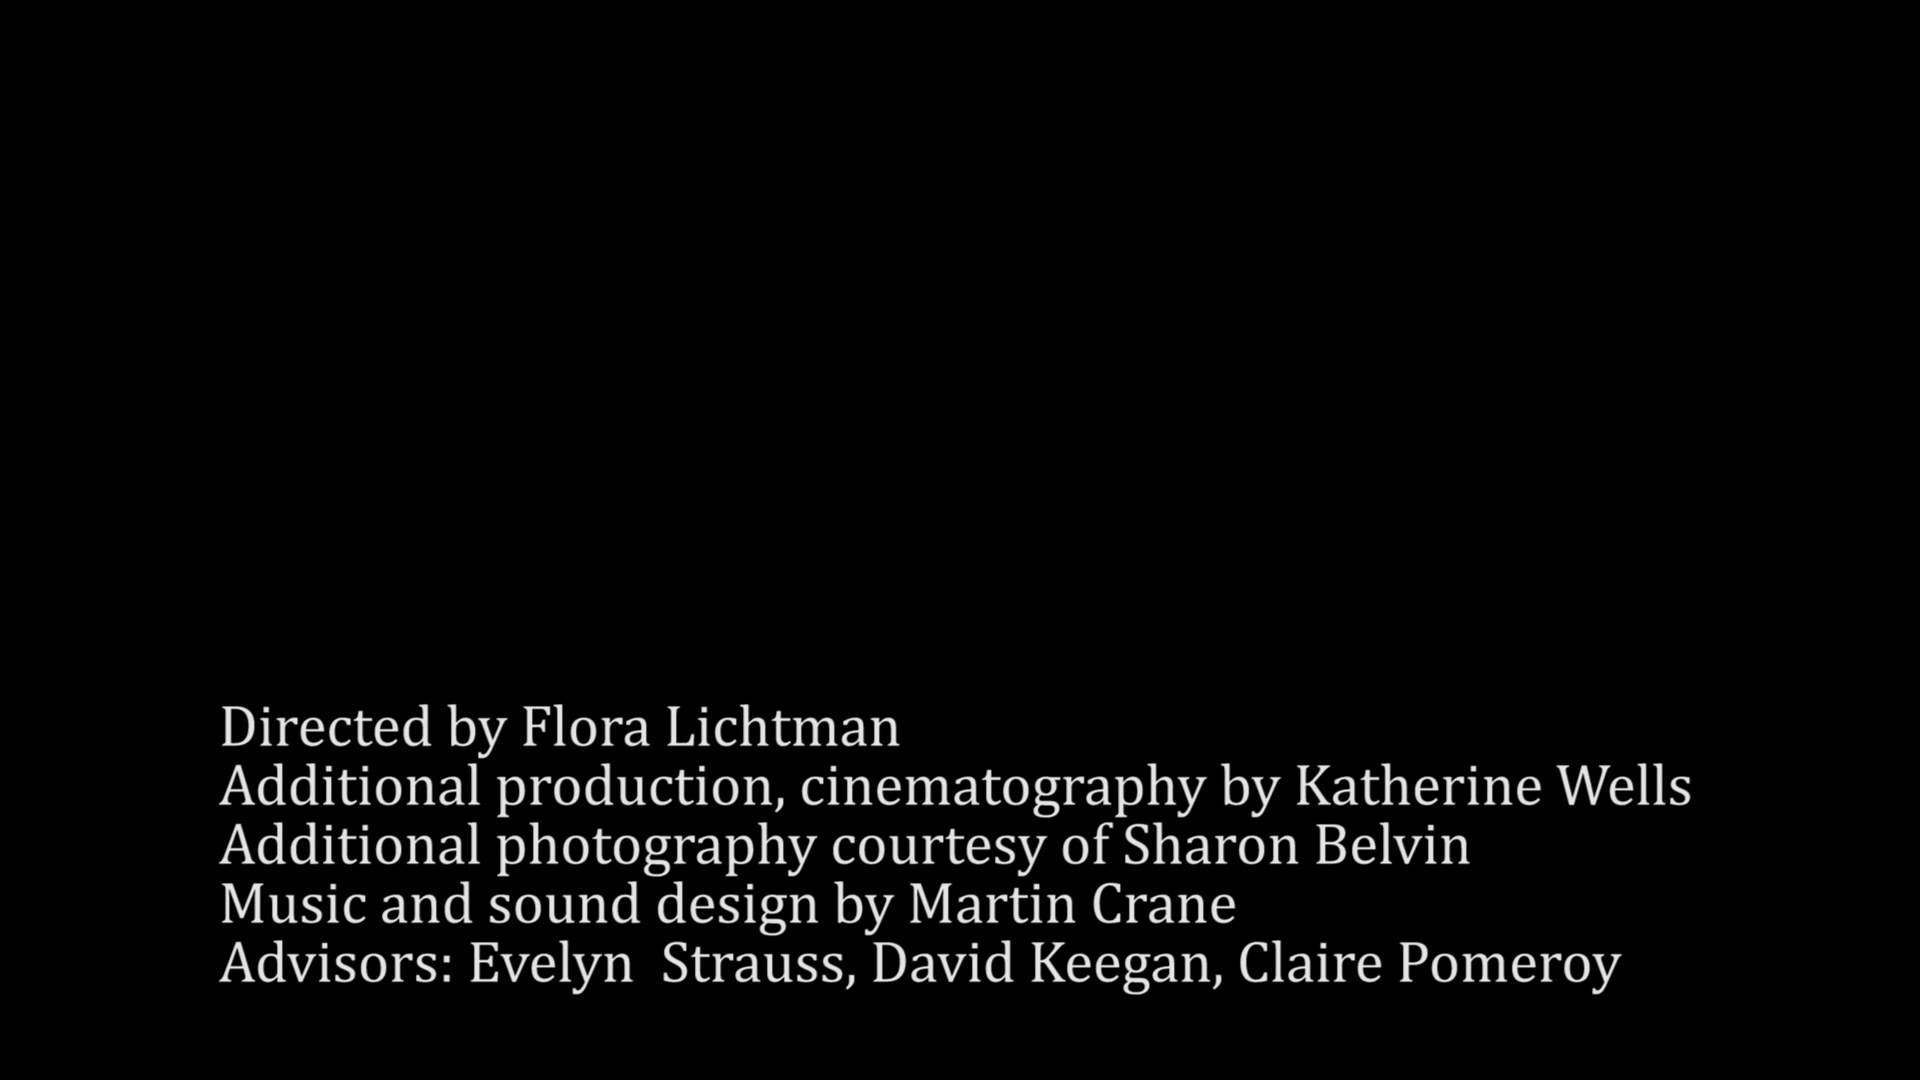 Directed by Flora Lichtman
Additional production, cinematography by Katherine Wells
Additional photography courtesy of Sharon Belvin
Music and sound design by Martin Crane
Advisors: Evelyn  Strauss, David Keegan, Claire Pomeroy